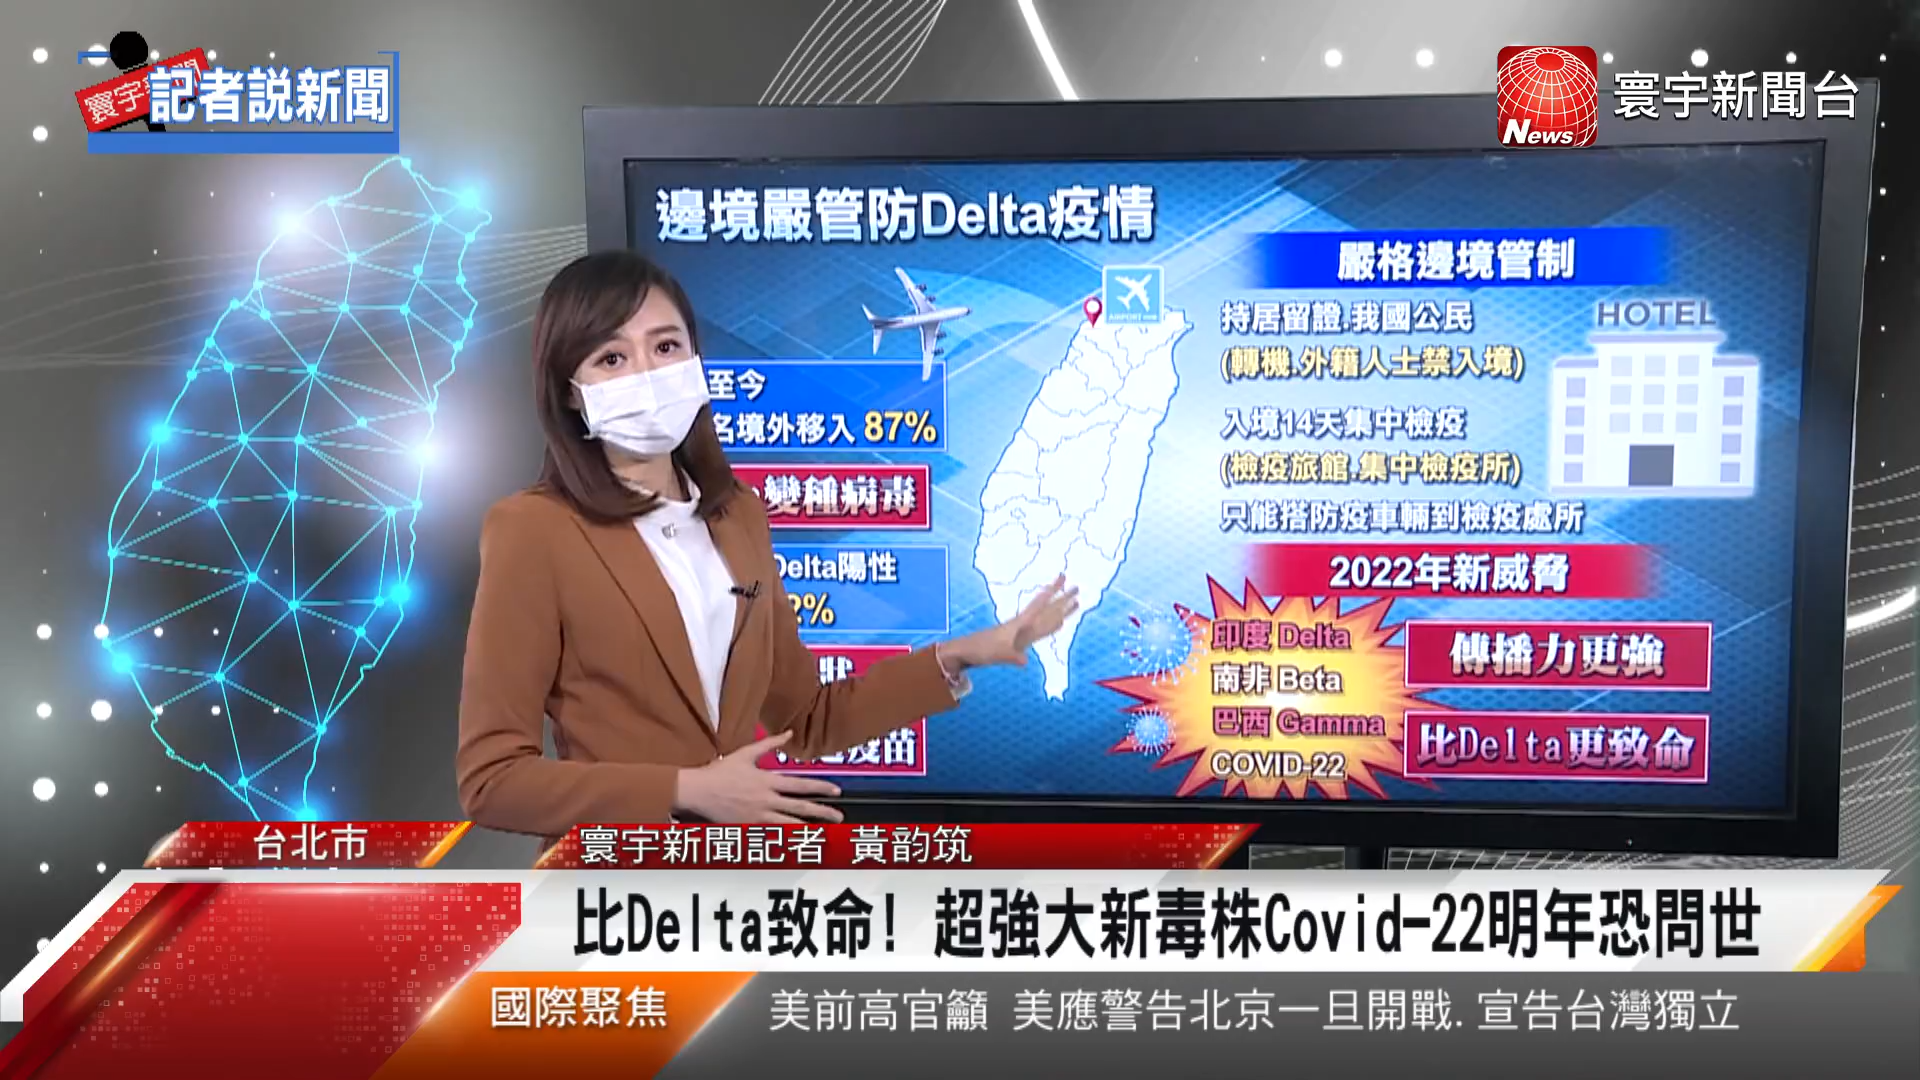 記者說新聞
寰宇
News
寰宇新聞台
邊境嚴管防Delta疫情
嚴格邊境管制
HOTEL
持居留證.我國公民
(轉機.外籍人士禁入境)
入境14天集中檢疫
(檢疫旅館.集中檢疫所)
只能搭防疫車輛到檢疫處所
至今
名境外移入 87%
變種病毒
Delta陽性
2%
狀
疫苗
2022年新威脅
印度 Delta
南非 Beta
巴西 Gamma
COVID-22
傳播力更強
比Delta更致命
台北市
寰宇新聞記者 黃韵筑
比Delta致命! 超強大新毒株Covid-22明年恐問世
國際聚焦
美前高官籲 美應警告北京一旦開戰.宣告台灣獨立